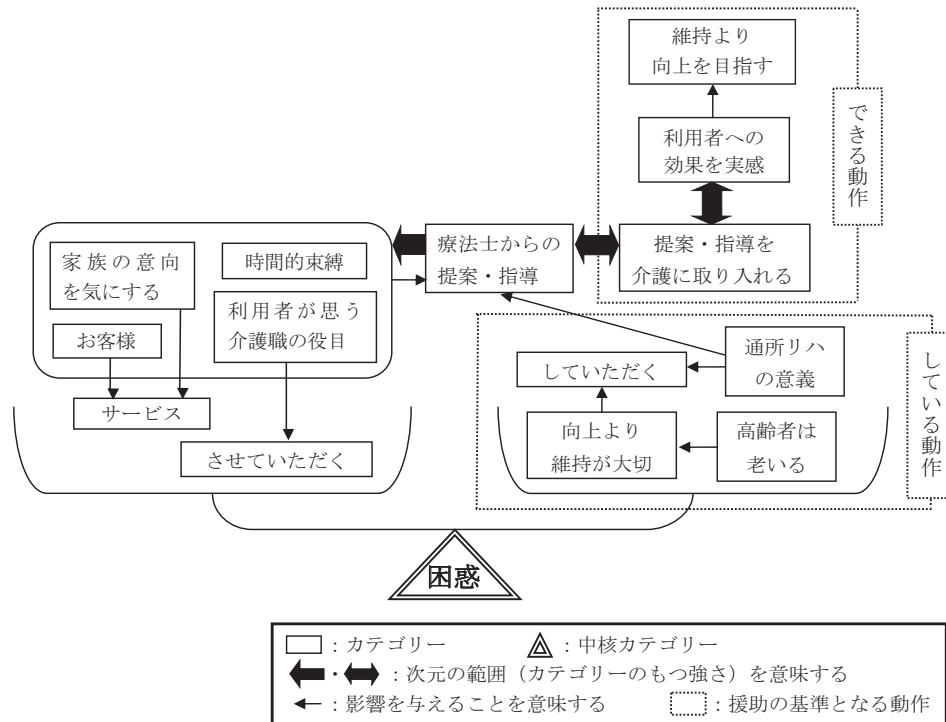 維持より
向上を目指す
できる動作
利用者への
効果を実感
家族の意向
を気にする
時間的束縛
療法士からの
提案・指導
提案・指導を
介護に取り入れる
利用者が思う
介護職の役目
お客様
サービス
させていただく
していただく
通所リハ
の意義
している動作
向上より
維持が大切
高齢者は
老いる
困惑
：カテゴリー
：中核カテゴリー
・ ：次元の範囲（カテゴリーのもつ強さ）を意味する
：影響を与えることを意味する
：援助の基準となる動作